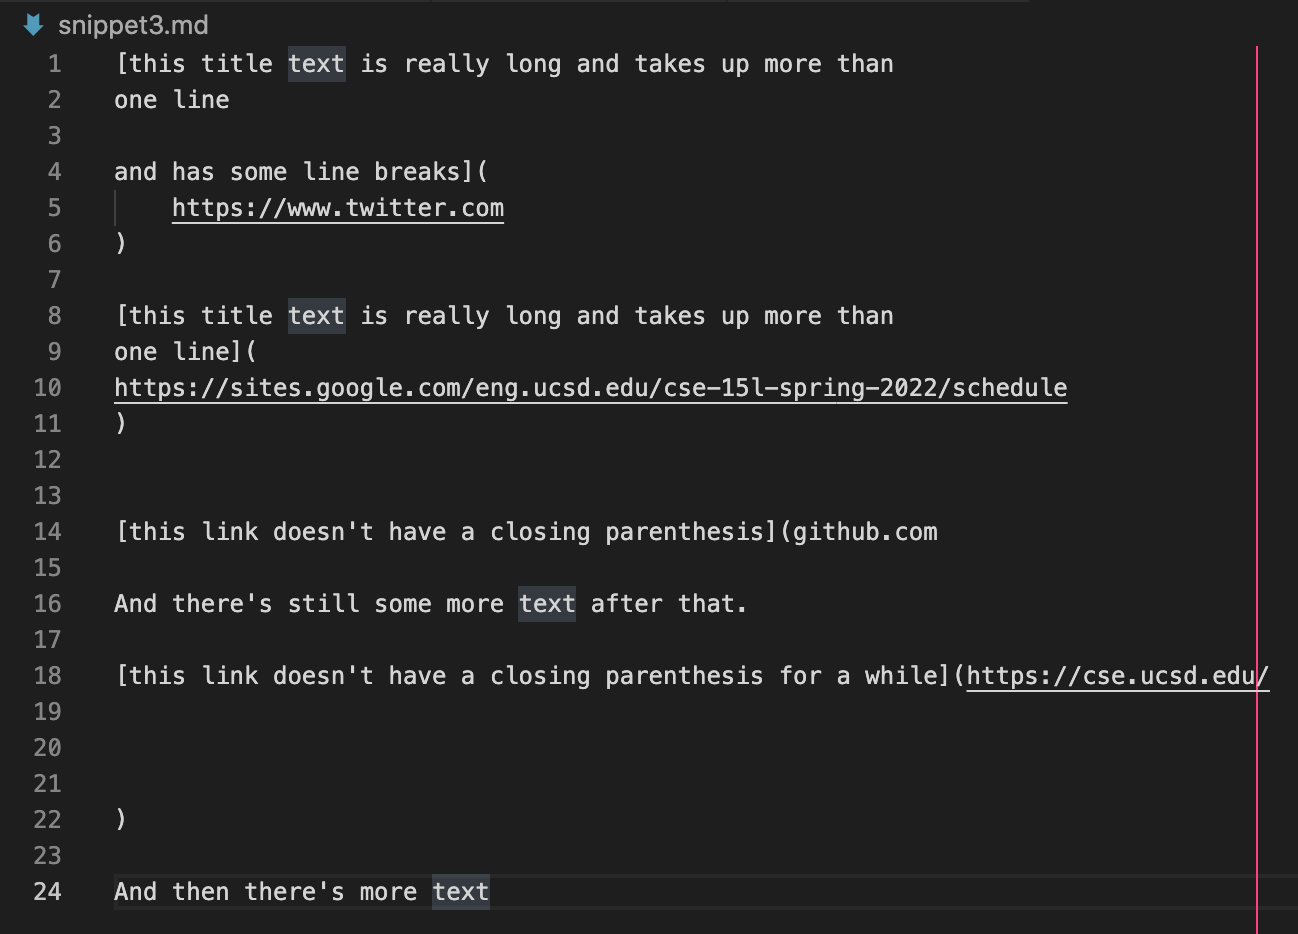 snippet3.md
1 [this title text is really long and takes up more than
2 one line
3
4 and has some line breaks](
5     https://www.twitter.com
6 )
7
8 [this title text is really long and takes up more than
9 one line](
10 https://sites.google.com/eng.ucsd.edu/cse-15l-spring-2022/schedule
11 )
12
13
14 [this link doesn't have a closing parenthesis](github.com
15
16 And there's still some more text after that.
17
18 [this link doesn't have a closing parenthesis for a while](https://cse.ucsd.edu/
19
20
21
22 )
23
24 And then there's more text